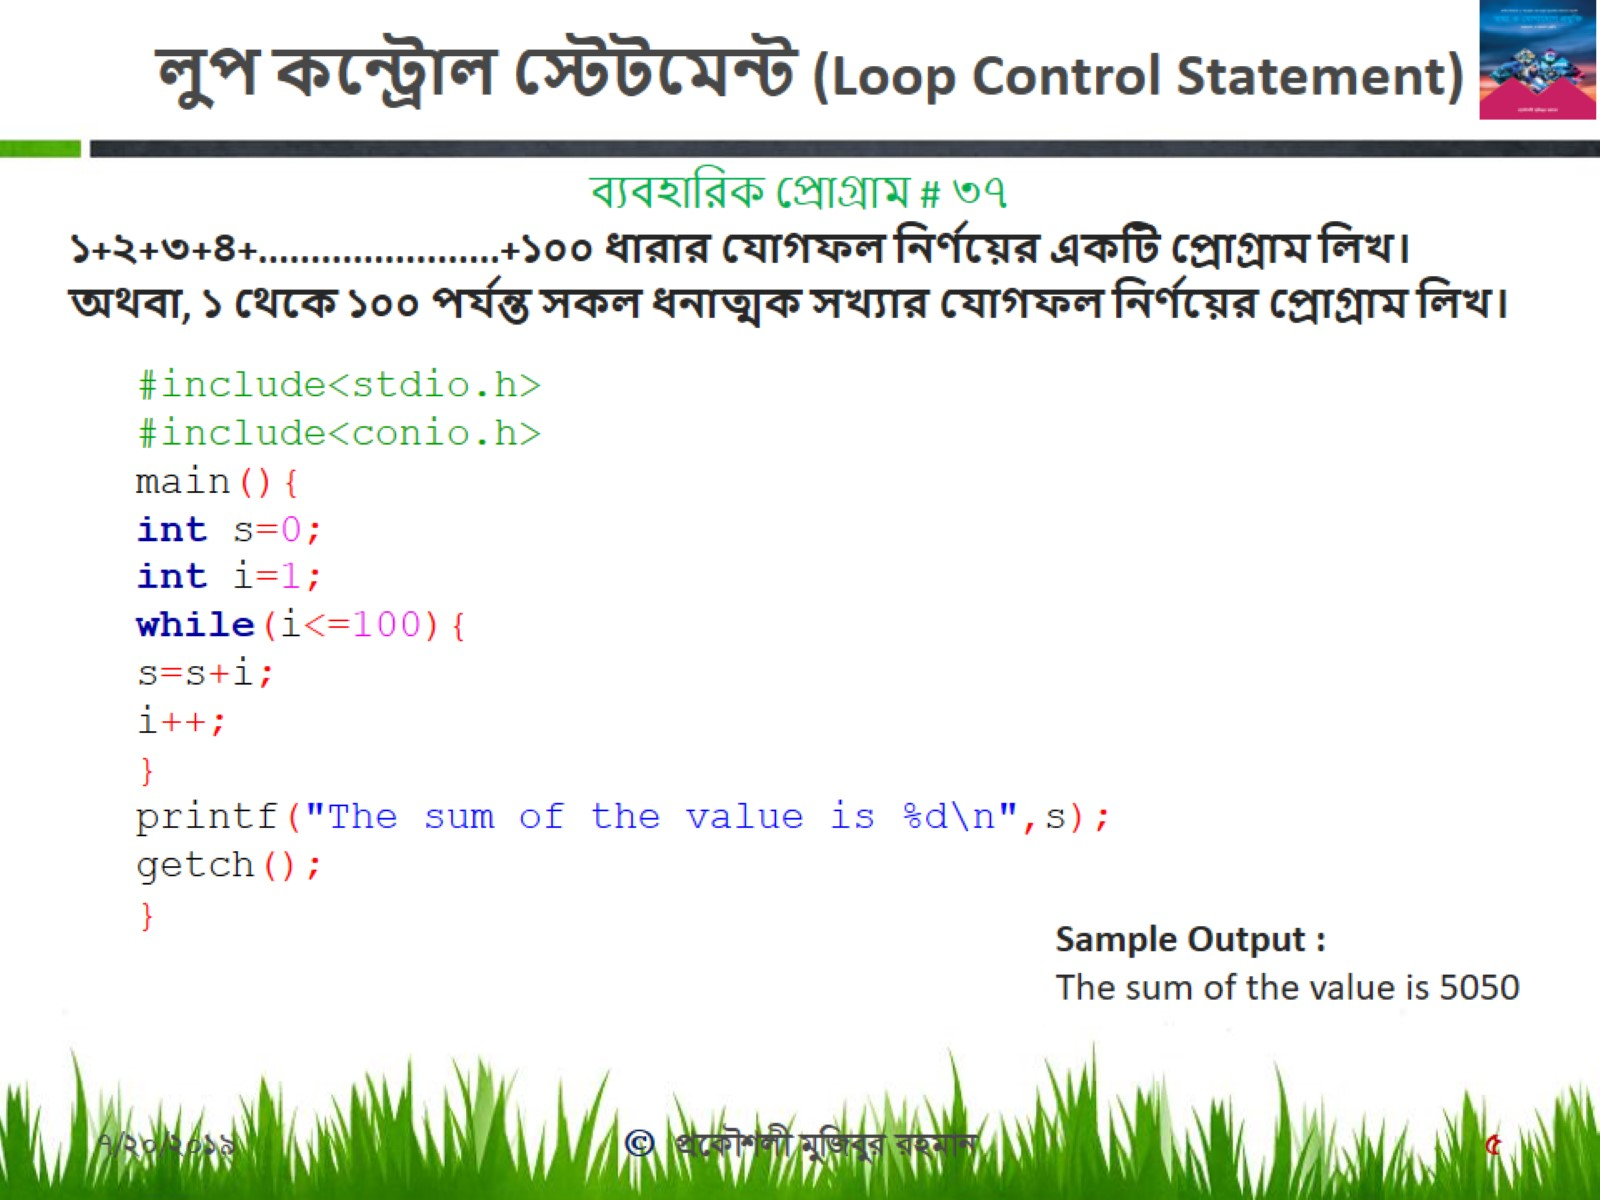 লুপ কন্ট্রোল স্টেটমেন্ট (Loop Control Statement)
ব্যবহারিক প্রোগ্রাম # ৩৭
১+২+৩+৪+.......................+১০০ ধারার যোগফল নির্ণয়ের একটি প্রোগ্রাম লিখ।
অথবা, ১ থেকে ১০০ পর্যন্ত সকল ধনাত্মক সখ্যার যোগফল নির্ণয়ের প্রোগ্রাম লিখ।
#include<stdio.h>
#include<conio.h>
main(){
int s=0;
int i=1;
while(i<=100){
s=s+i;
i++;
}
printf("The sum of the value is %d\n",s);
getch();
}
Sample Output :
The sum of the value is 5050
৭/২০/২০১৯
© প্রকৌশলী মুজিবুর রহমান
৫